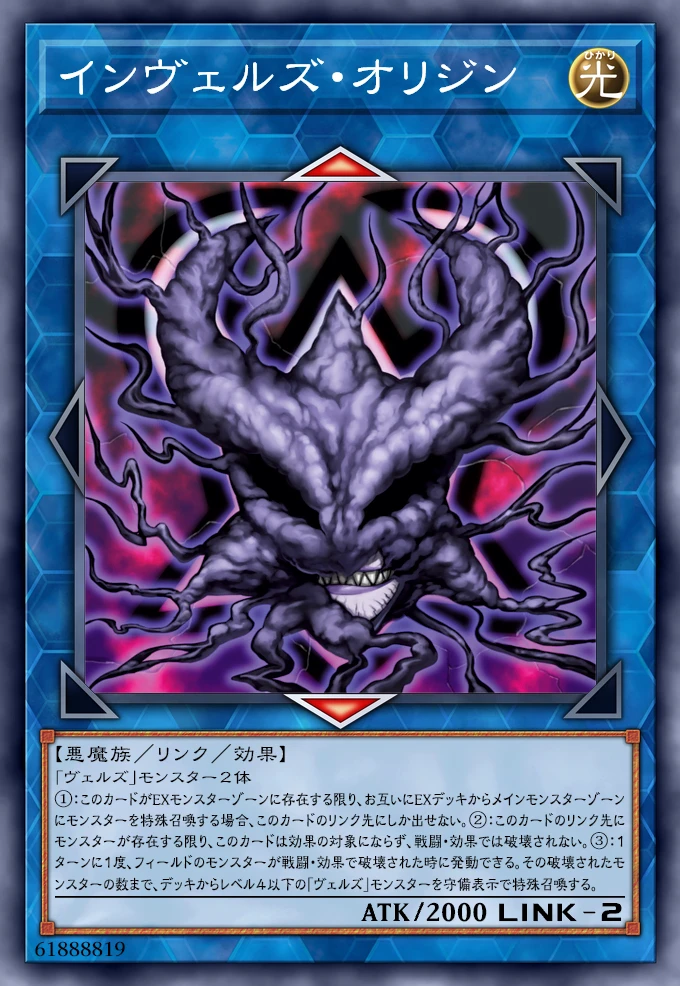 インヴェルズ・オリジン
ひかり
光
【悪魔族／リンク／効果】
「ヴェルズ」モンスター２体
①：このカードがEXモンスターゾーンに存在する限り、お互いにEXデッキからメインモンスターゾーン
にモンスターを特殊召喚する場合、このカードのリンク先にしか出せない。②：このカードのリンク先に
モンスターが存在する限り、このカードは効果の対象にならず、戦闘・効果では破壊されない。③：１
ターンに１度、フィールドのモンスターが戦闘・効果で破壊された時に発動できる。その破壊されたモ
ンスターの数まで、デッキからレベル４以下の「ヴェルズ」モンスターを守備表示で特殊召喚する。
ATK/2000 LINK-2
61888819